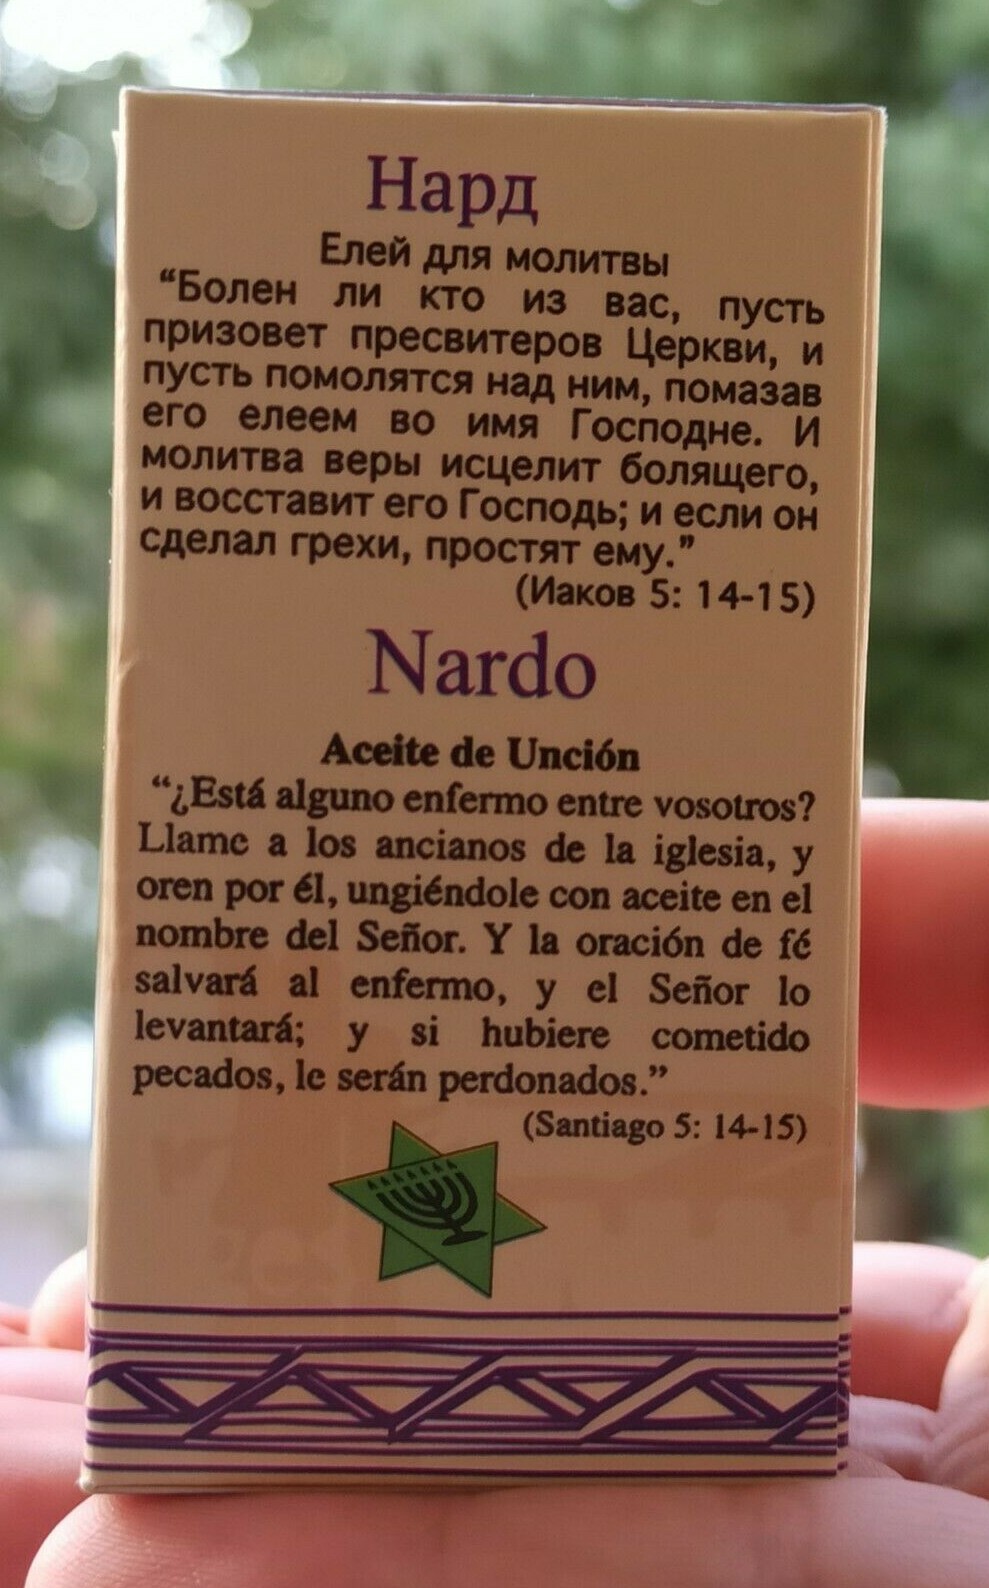 Нард
Елей для молитвы
“Болен ли кто из вас, пусть
призовет пресвитеров Церкви, и
пусть помолятся над ним, помазав
его елеем во имя Господне. И
молитва веры исцелит болящего,
и восставит его Господь; и если он
сделал грехи, простят ему.”
(Иаков 5: 14-15)
Nardo
Aceite de Unción
“¿Está alguno enfermo entre vosotros?
Llame a los ancianos de la iglesia, y
oren por él, ungiéndole con aceite en el
nombre del Señor. Y la oración de fé
salvará al enfermo, y el Señor lo
levantará; y si hubiere cometido
pecados, le serán perdonados.”
(Santiago 5: 14-15)